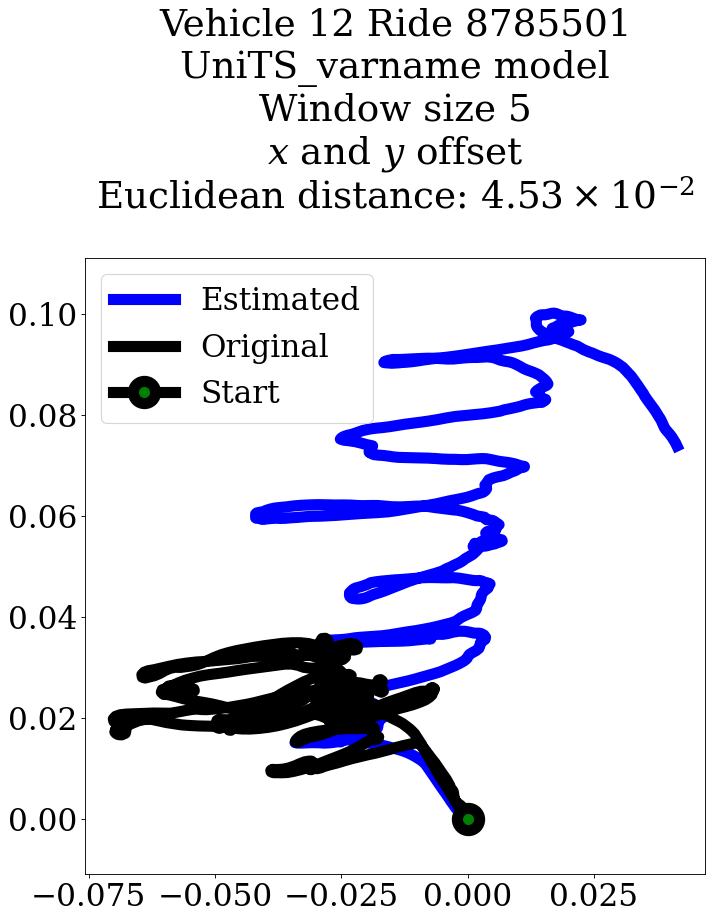 Vehicle 12 Ride 8785501
UniTS_varname model
Window size 5
x and y offset
Euclidean distance: 4.53 × 10⁻²
Estimated
Original
Start
0.10
0.08
0.06
0.04
0.02
0.00
−0.075 −0.050 −0.025 0.000 0.025